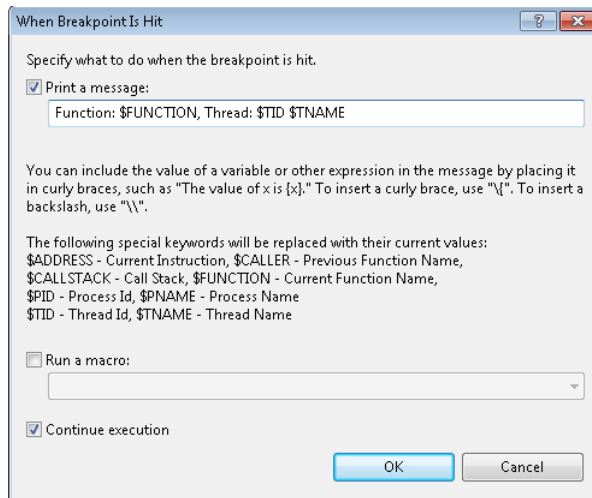 When Breakpoint Is Hit
Specify what to do when the breakpoint is hit.
Print a message:
Function: $FUNCTION, Thread: $TID $TNAME
You can include the value of a variable or other expression in the message by placing it
in curly braces, such as "The value of x is {x}." To insert a curly brace, use "\{". To insert a
backslash, use "\\".
The following special keywords will be replaced with their current values:
$ADDRESS - Current Instruction, $CALLER - Previous Function Name,
$CALLSTACK - Call Stack, $FUNCTION - Current Function Name,
$PID - Process Id, $PNAME - Process Name
$TID - Thread Id, $TNAME - Thread Name
Run a macro:
Continue execution
OK Cancel